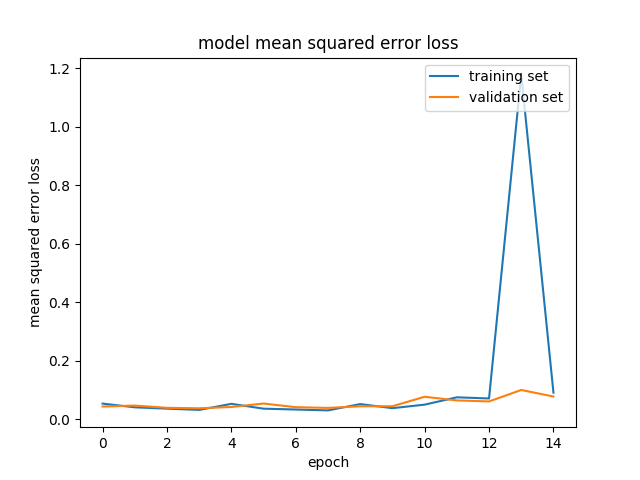 model mean squared error loss
training set
validation set
1.2
1.0
0.8
0.6
0.4
0.2
0.0
mean squared error loss
0 2 4 6 8 10 12 14
epoch